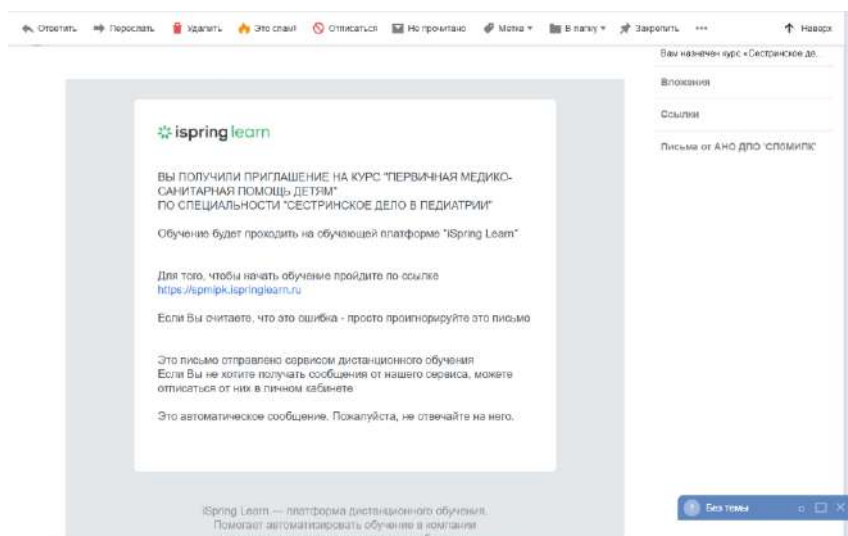 Ответить Переслать Удалить Это спам! Отписаться Не прочитано Метка В папку Закрепить ... Наверх
Вам назначен курс «Сестринское де..
Вложения
Ссылки
Письма от АНО ДПО "СПбМИПК"
ispring learn
ВЫ ПОЛУЧИЛИ ПРИГЛАШЕНИЕ НА КУРС "ПЕРВИЧНАЯ МЕДИКО-
САНИТАРНАЯ ПОМОЩЬ ДЕТЯМ"
ПО СПЕЦИАЛЬНОСТИ "СЕСТРИНСКОЕ ДЕЛО В ПЕДИАТРИИ"
Обучение будет проходить на обучающей платформе "iSpring Learn"
Для того, чтобы начать обучение пройдите по ссылке
https://spmipk.ispringlearn.ru
Если Вы считаете, что это ошибка - просто проигнорируйте это письмо
Это письмо отправлено сервисом дистанционного обучения
Если Вы не хотите получать сообщения от нашего сервиса, можете
отписаться от них в личном кабинете
Это автоматическое сообщение. Пожалуйста, не отвечайте на него.
iSpring Learn — платформа дистанционного обучения.
Помогает автоматизировать обучение в компании
Без темы